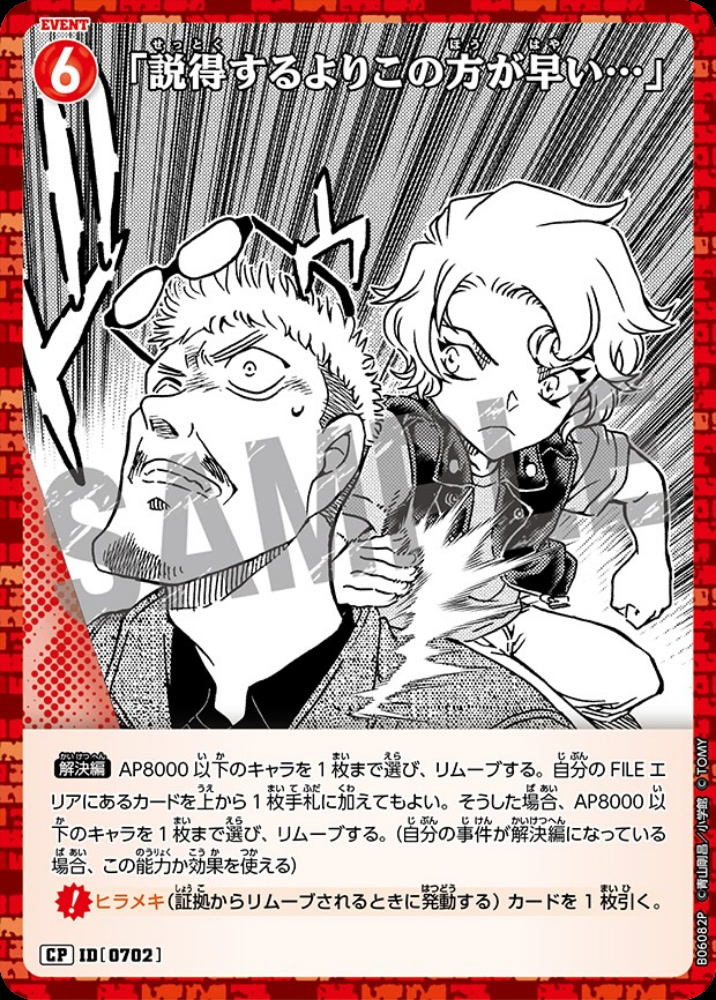 EVENT
6
「説得するよりこの方が早い…」
SAMPLE
解決編 AP8000以下のキャラを1枚まで選び、リムーブする。自分のFILEエ
リアにあるカードを上から1枚手札に加えてもよい。そうした場合、AP8000以
下のキャラを1枚まで選び、リムーブする。(自分の事件が解決編になっている
場合、この能力か効果を使える)
ヒラメキ(証拠からリムーブされるときに発動する) カードを1枚引く。
CP ID[0702]
B06082P ©青山剛昌/小学館 ©TOMY